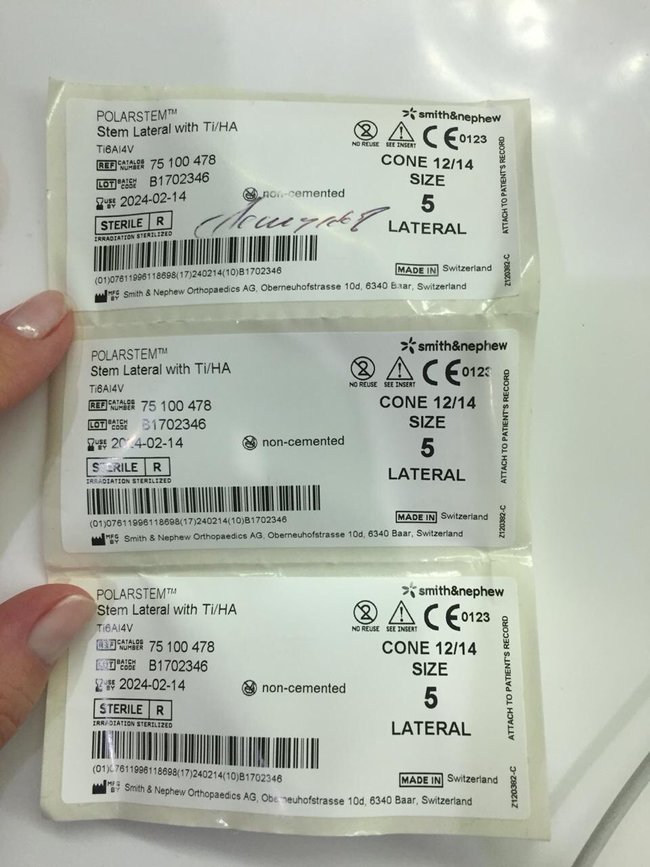 POLARSTEM™
Stem Lateral with Ti/HA
Ti6Al4V
REF CATALOG NUMBER 75 100 478
LOT BATCH CODE B1702346
USE BY 2024-02-14
non-cemented
STERILE R
IRRADIATION STERILIZED
(01)07611996118698(17)240214(10)B1702346
MFG BY Smith & Nephew Orthopaedics AG, Oberneuhofstrasse 10d, 6340 Baar, Switzerland
smith&nephew
NO REUSE SEE INSERT CE 0123
CONE 12/14
SIZE
5
LATERAL
MADE IN Switzerland
ATTACH TO PATIENT'S RECORD
Z120382-C
POLARSTEM™
Stem Lateral with Ti/HA
Ti6Al4V
REF CATALOG NUMBER 75 100 478
LOT BATCH CODE B1702346
USE BY 2024-02-14
non-cemented
STERILE R
IRRADIATION STERILIZED
(01)07611996118698(17)240214(10)B1702346
MFG BY Smith & Nephew Orthopaedics AG, Oberneuhofstrasse 10d, 6340 Baar, Switzerland
smith&nephew
NO REUSE SEE INSERT CE 0123
CONE 12/14
SIZE
5
LATERAL
MADE IN Switzerland
ATTACH TO PATIENT'S RECORD
Z120382-C
POLARSTEM™
Stem Lateral with Ti/HA
Ti6Al4V
REF CATALOG NUMBER 75 100 478
LOT BATCH CODE B1702346
USE BY 2024-02-14
non-cemented
STERILE R
IRRADIATION STERILIZED
(01)07611996118698(17)240214(10)B1702346
MFG BY Smith & Nephew Orthopaedics AG, Oberneuhofstrasse 10d, 6340 Baar, Switzerland
smith&nephew
NO REUSE SEE INSERT CE 0123
CONE 12/14
SIZE
5
LATERAL
MADE IN Switzerland
ATTACH TO PATIENT'S RECORD
Z120382-C